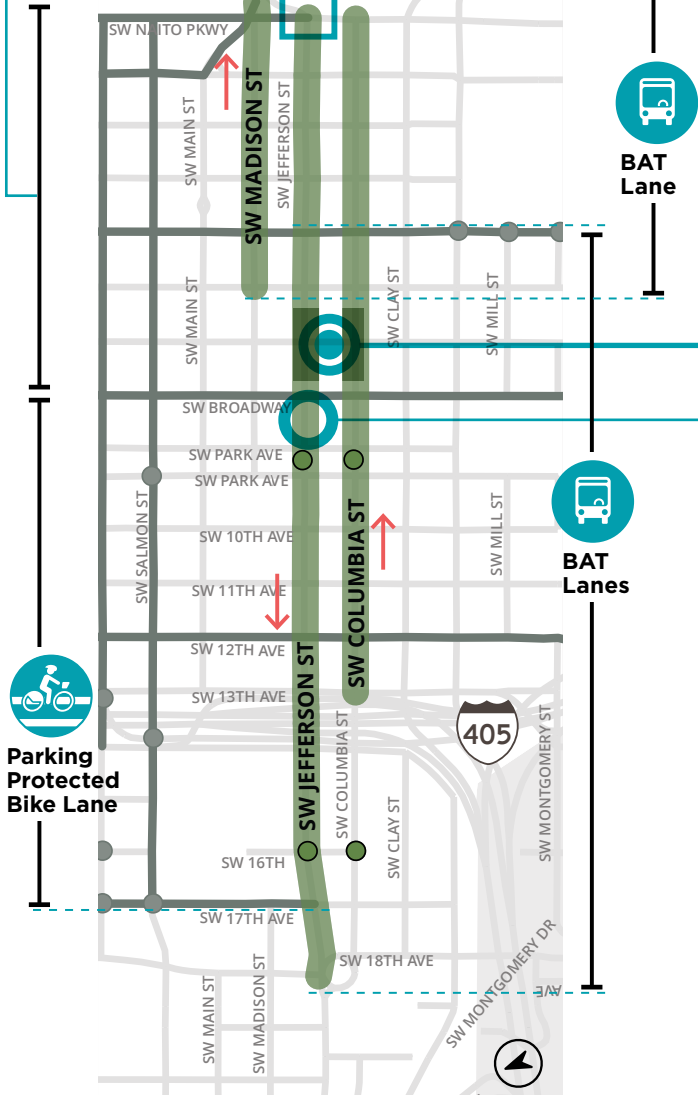 SW NAITO PKWY
SW MAIN ST
SW MADISON ST
SW JEFFERSON ST
BAT
Lane
SW MAIN ST
SW CLAY ST
SW MILL ST
SW BROADWAY
SW PARK AVE
SW PARK AVE
SW SALMON ST
SW 10TH AVE
SW COLUMBIA ST
SW MILL ST
BAT
Lanes
SW 11TH AVE
SW 12TH AVE
SW 13TH AVE
SW JEFFERSON ST
SW COLUMBIA ST
405
SW MONTGOMERY ST
Parking
Protected
Bike Lane
SW CLAY ST
SW 16TH
SW 17TH AVE
SW 18TH AVE
SW MONTGOMERY DR
AVE
SW MAIN ST
SW MADISON ST